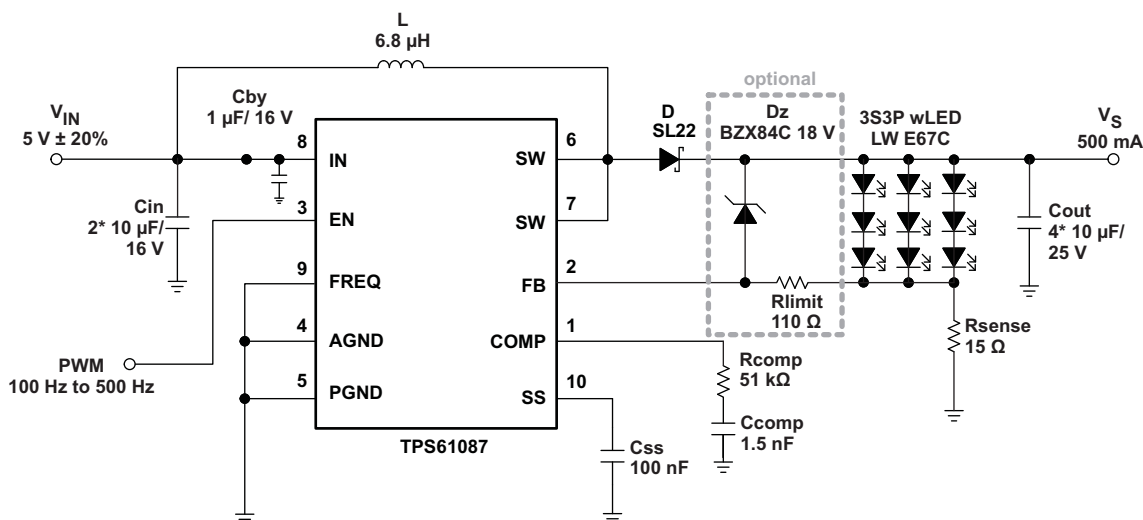 L
6.8 µH
optional
Cby
1 µF/ 16 V
V_IN
5 V ± 20%
D
SL22
Dz
BZX84C 18 V
3S3P wLED
LW E67C
V_S
500 mA
8
IN
SW
6
Cin
2* 10 µF/
16 V
3
EN
SW
7
Cout
4* 10 µF/
25 V
9
FREQ
FB
2
Rlimit
110 Ω
4
AGND
COMP
1
Rsense
15 Ω
PWM
100 Hz to 500 Hz
5
PGND
SS
10
Rcomp
51 kΩ
Ccomp
1.5 nF
TPS61087
Css
100 nF